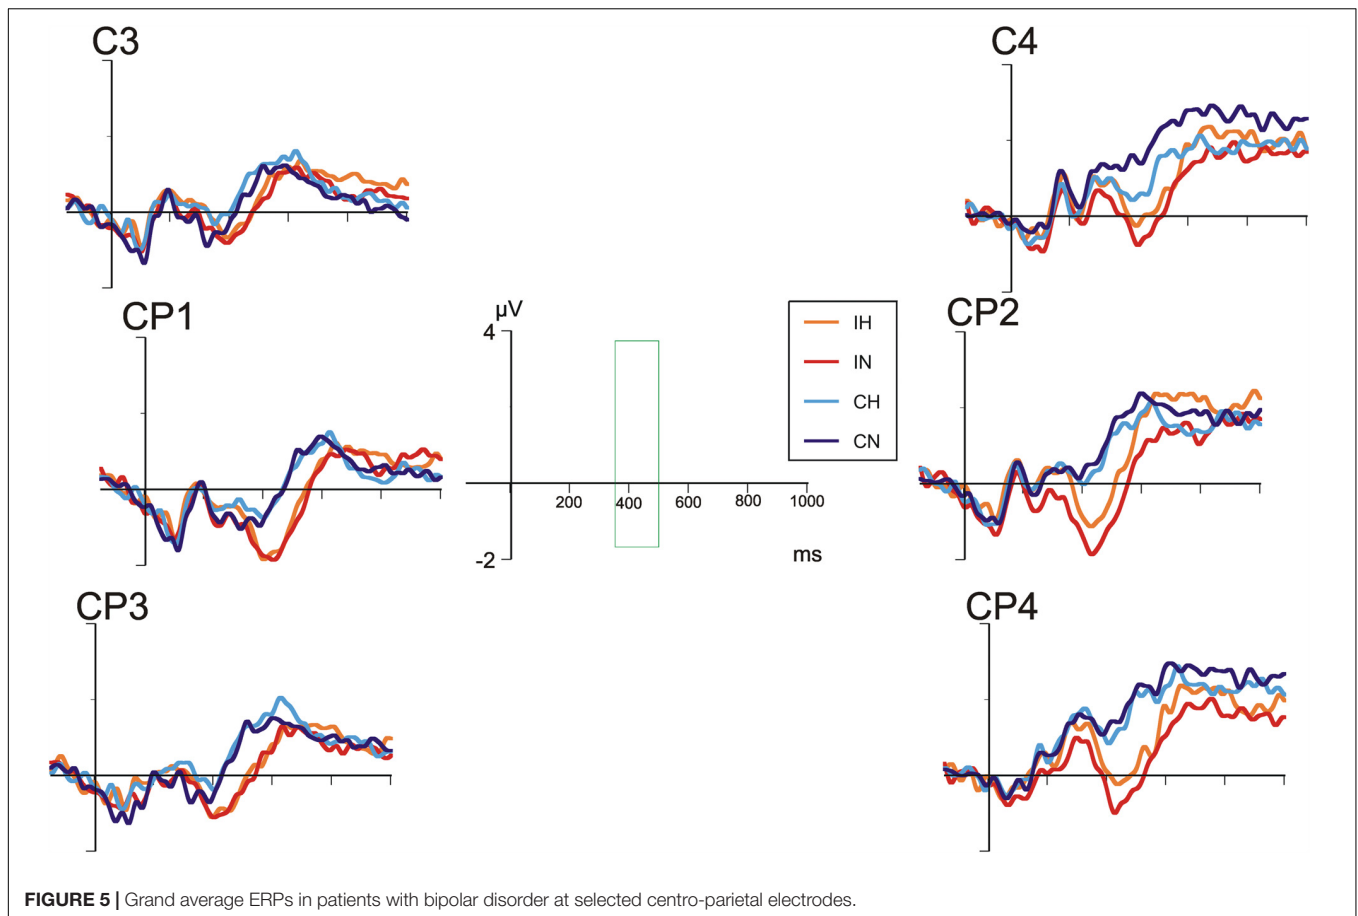 C3
C4
CP1
µV
4
-2
200
400
600
800
1000
ms
IH
IN
CH
CN
CP2
CP3
CP4
FIGURE 5 | Grand average ERPs in patients with bipolar disorder at selected centro-parietal electrodes.